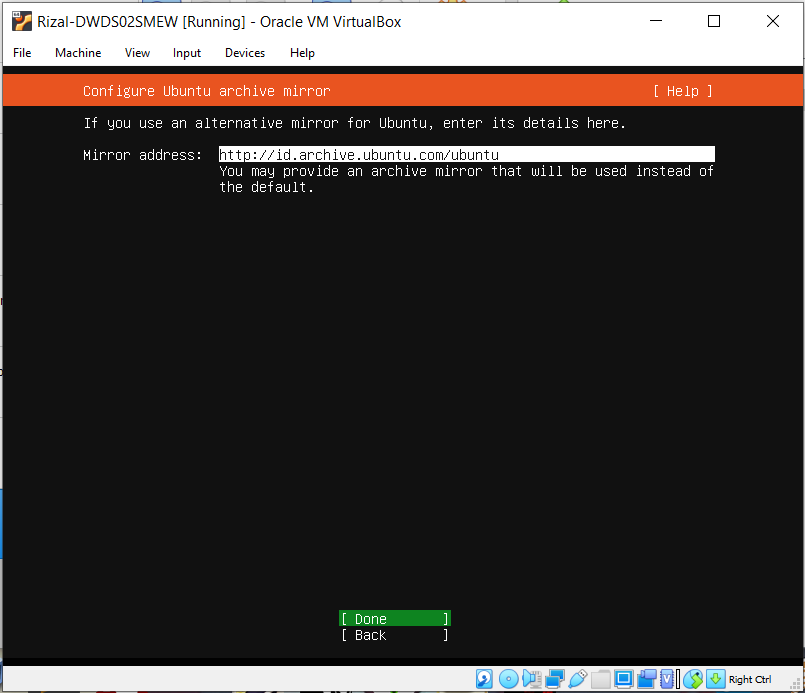 Rizal-DWDS02SMEW [Running] - Oracle VM VirtualBox
File Machine View Input Devices Help
Configure Ubuntu archive mirror [ Help ]
If you use an alternative mirror for Ubuntu, enter its details here.
Mirror address: http://id.archive.ubuntu.com/ubuntu
You may provide an archive mirror that will be used instead of
the default.
[ Done ]
[ Back ]
Right Ctrl